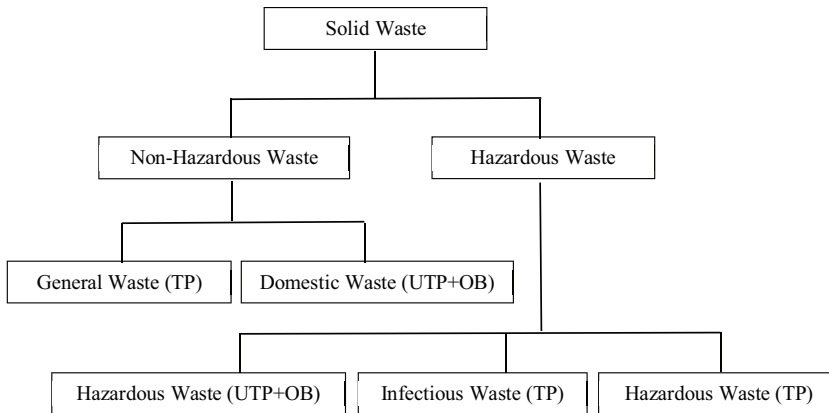 Solid Waste
Non-Hazardous Waste
Hazardous Waste
General Waste (TP)
Domestic Waste (UTP+OB)
Hazardous Waste (UTP+OB)
Infectious Waste (TP)
Hazardous Waste (TP)